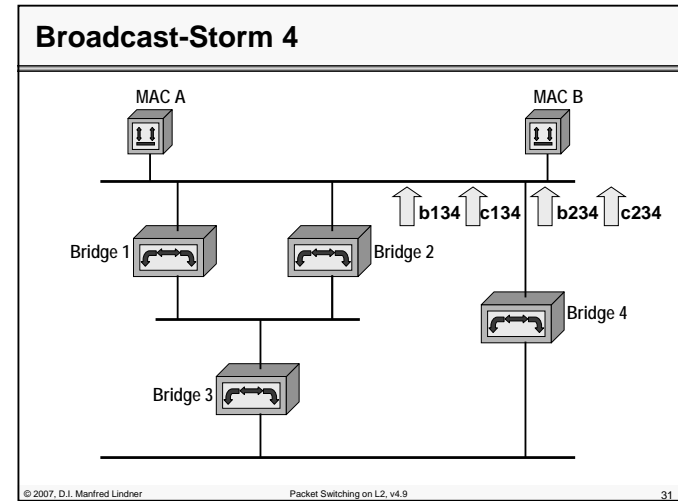 Broadcast-Storm 4
MAC A
MAC B
b134 c134 b234 c234
Bridge 1
Bridge 2
Bridge 4
Bridge 3
© 2007, D.I. Manfred Lindner
Packet Switching on L2, v4.9
31